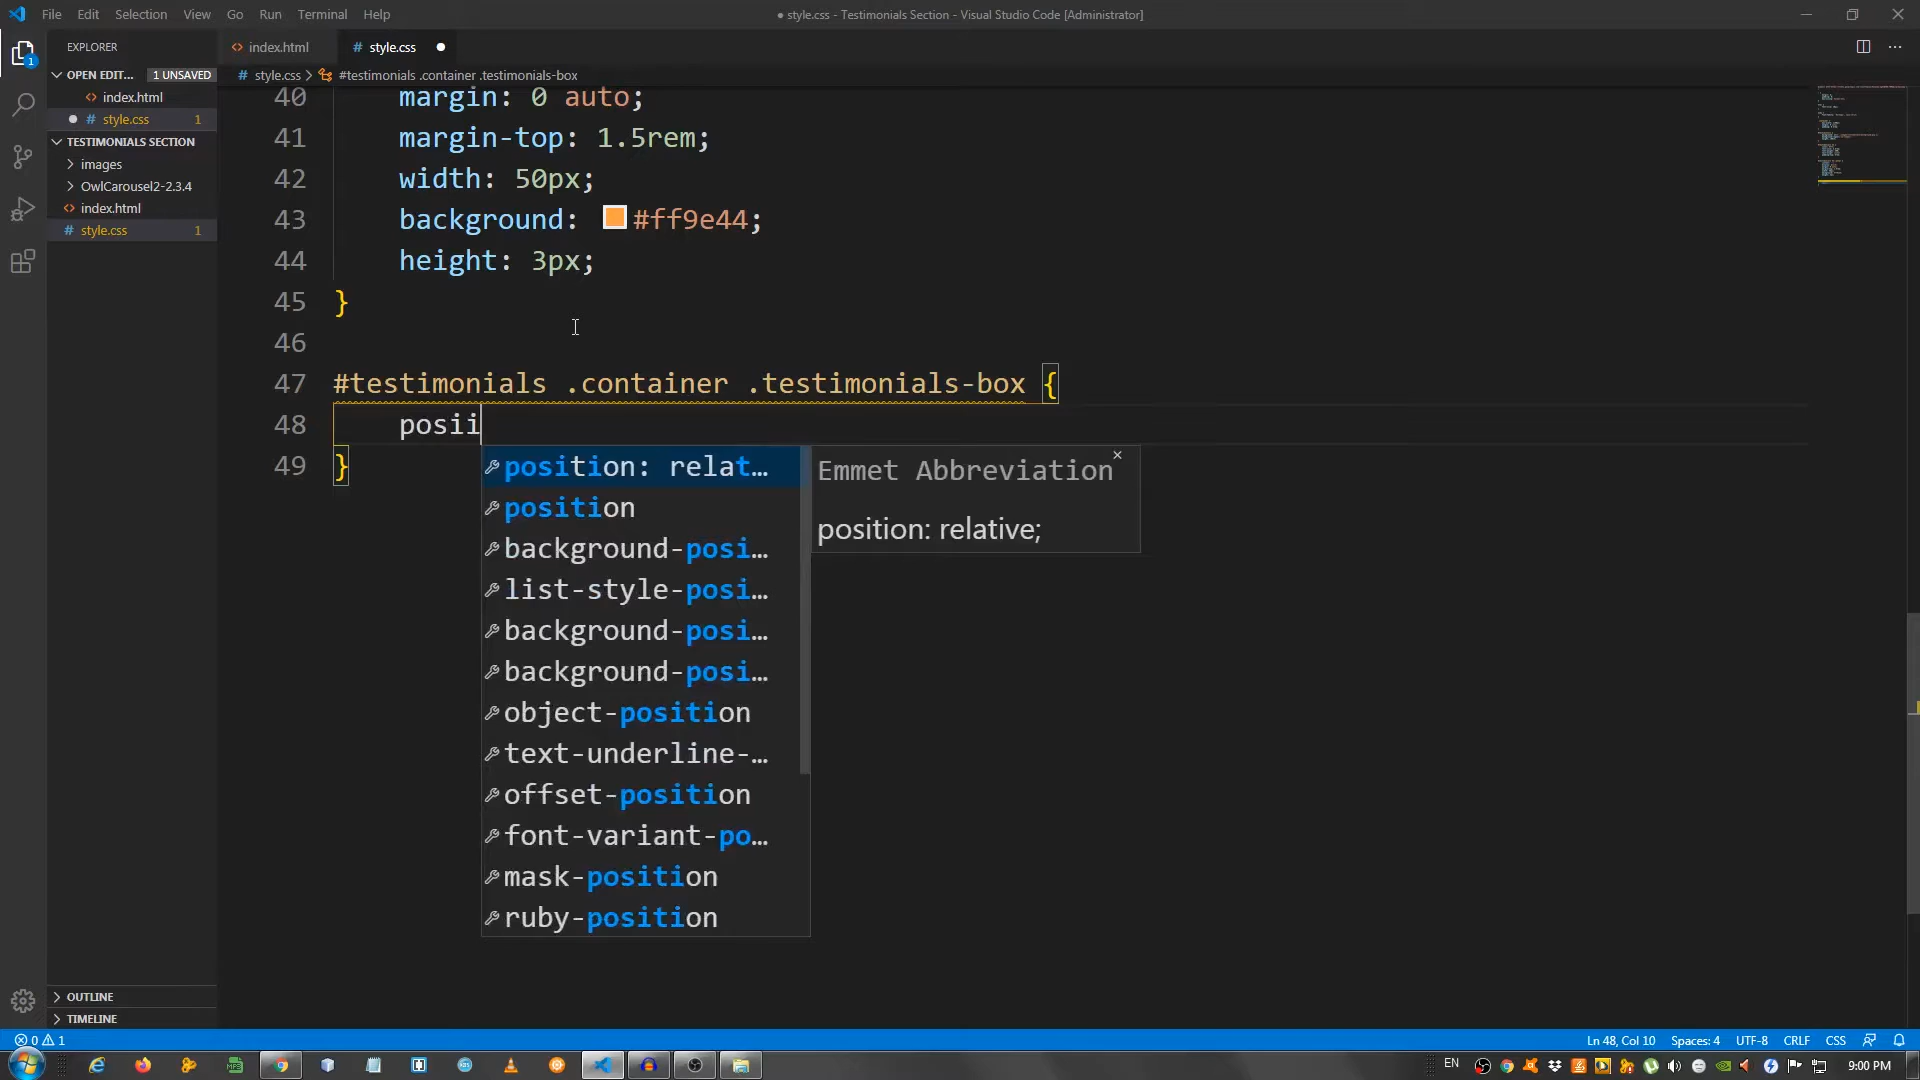 File Edit Selection View Go Run Terminal Help
● style.css - Testimonials Section - Visual Studio Code [Administrator]
EXPLORER
OPEN EDIT... 1 UNSAVED
index.html
style.css 1
TESTIMONIALS SECTION
images
OwlCarousel2-2.3.4
index.html
style.css 1
OUTLINE
TIMELINE
index.html
# style.css
# style.css > #testimonials .container .testimonials-box
40 margin: 0 auto;
41 margin-top: 1.5rem;
42 width: 50px;
43 background: #ff9e44;
44 height: 3px;
45 }
46
47 #testimonials .container .testimonials-box {
48 posii
49 }
position: relat...
position
background-posi...
list-style-posi...
background-posi...
background-posi...
object-position
text-underline-...
offset-position
font-variant-po...
mask-position
ruby-position
Emmet Abbreviation
position: relative;
0 1
Ln 48, Col 10 Spaces: 4 UTF-8 CRLF CSS
EN
9:00 PM